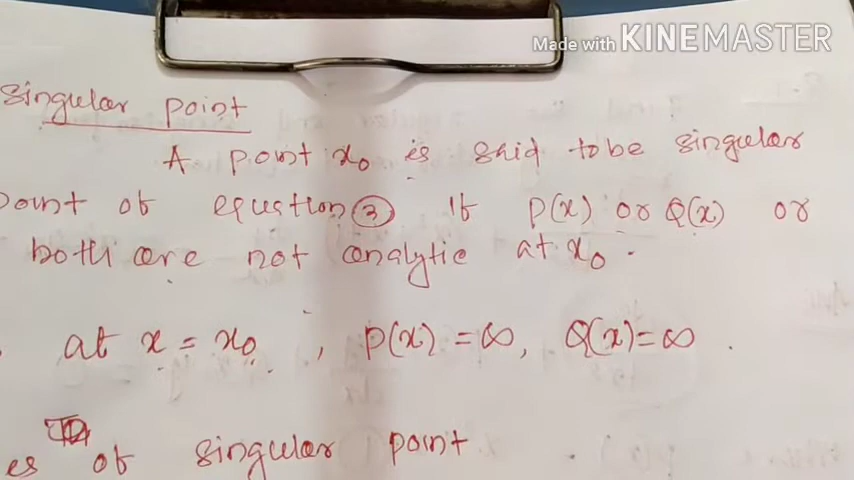 Made with KINEMASTER
Singular point
A point x₀ is said to be singular
point of equation ③ if P(x) or Q(x) or
both are not analytic at x₀.
at x = x₀, P(x) = ∞, Q(x) = ∞.
es of singular point